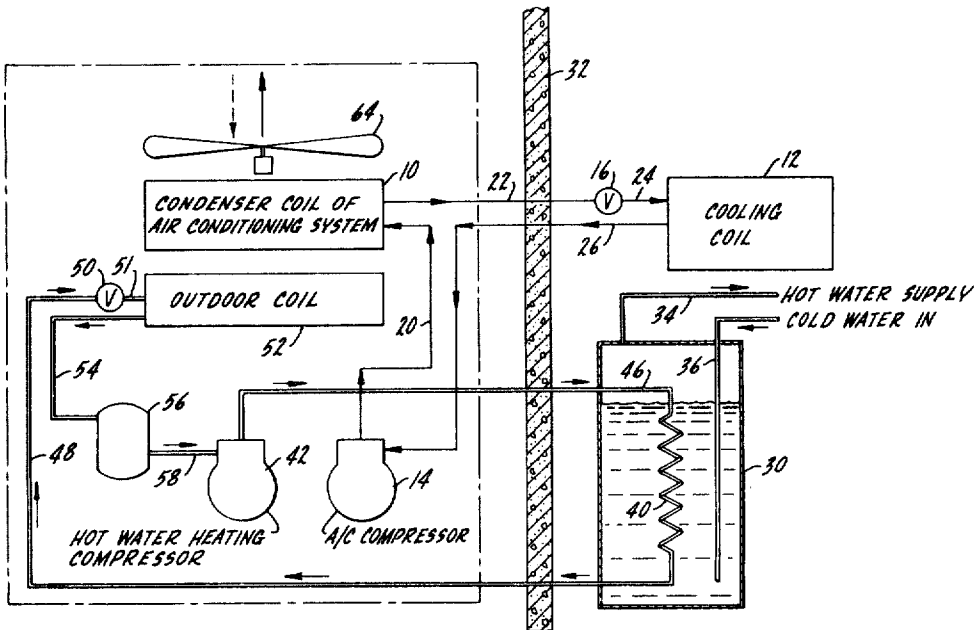 32
64
10
16
12
22
V
24
CONDENSER COIL OF
AIR CONDITIONING SYSTEM
COOLING
COIL
26
50
51
V
OUTDOOR COIL
20
HOT WATER SUPPLY
34
COLD WATER IN
52
54
36
56
46
48
58
42
14
40
30
HOT WATER HEATING
COMPRESSOR
A/C COMPRESSOR